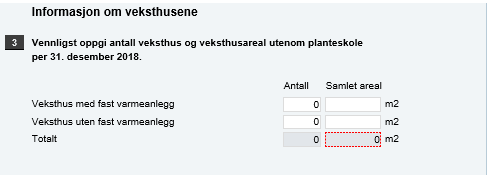 Informasjon om veksthusene
3 Vennligst oppgi antall veksthus og veksthusareal utenom planteskole
per 31. desember 2018.
Antall Samlet areal
Veksthus med fast varmeanlegg 0 m2
Veksthus uten fast varmeanlegg 0 m2
Totalt 0 0 m2